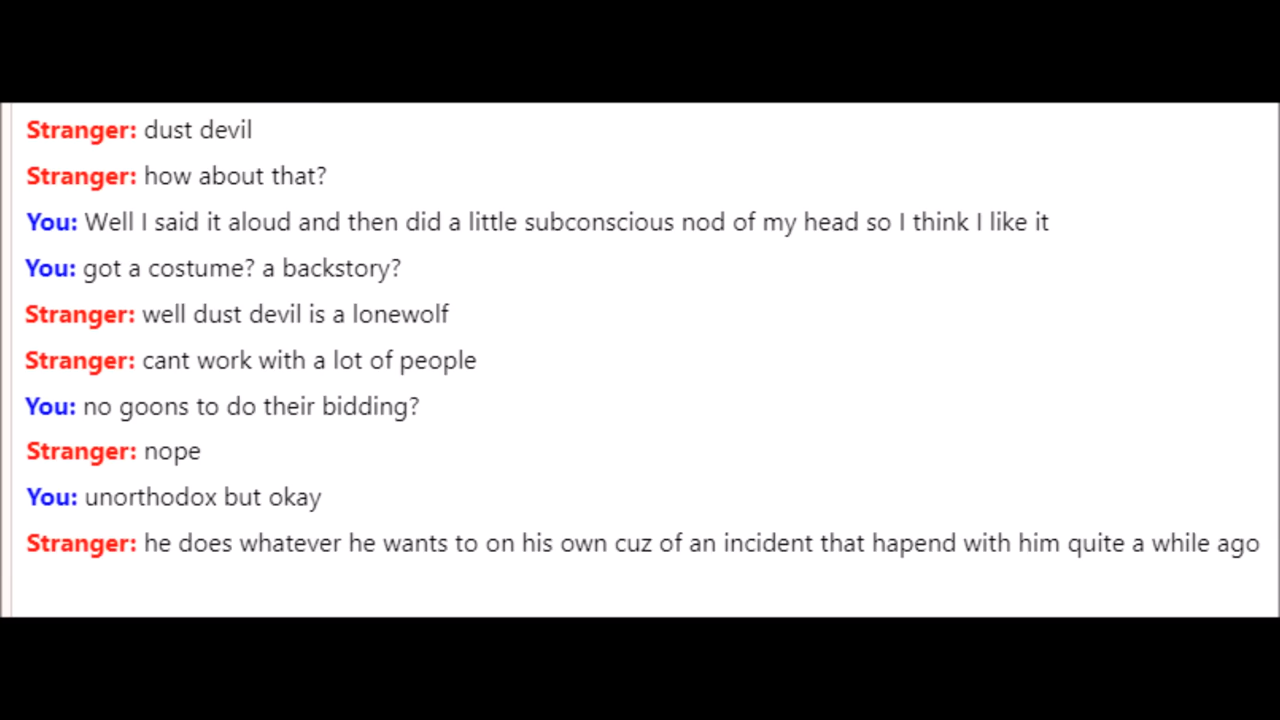 Stranger: dust devil
Stranger: how about that?
You: Well I said it aloud and then did a little subconscious nod of my head so I think I like it
You: got a costume? a backstory?
Stranger: well dust devil is a lonewolf
Stranger: cant work with a lot of people
You: no goons to do their bidding?
Stranger: nope
You: unorthodox but okay
Stranger: he does whatever he wants to on his own cuz of an incident that hapend with him quite a while ago